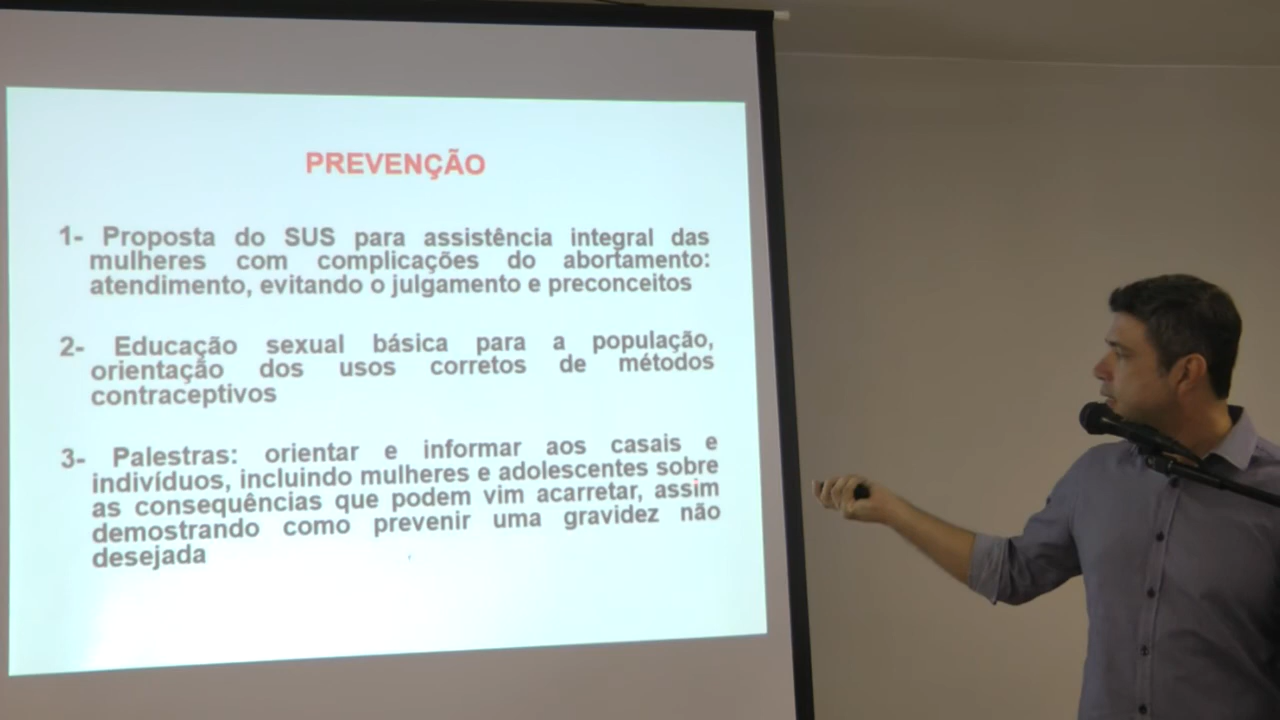 PREVENÇÃO
1- Proposta do SUS para assistência integral das
mulheres com complicações do abortamento:
atendimento, evitando o julgamento e preconceitos
2- Educação sexual básica para a população,
orientação dos usos corretos de métodos
contraceptivos
3- Palestras: orientar e informar aos casais e
indivíduos, incluindo mulheres e adolescentes sobre
as consequências que podem vim acarretar, assim
demostrando como prevenir uma gravidez não
desejada